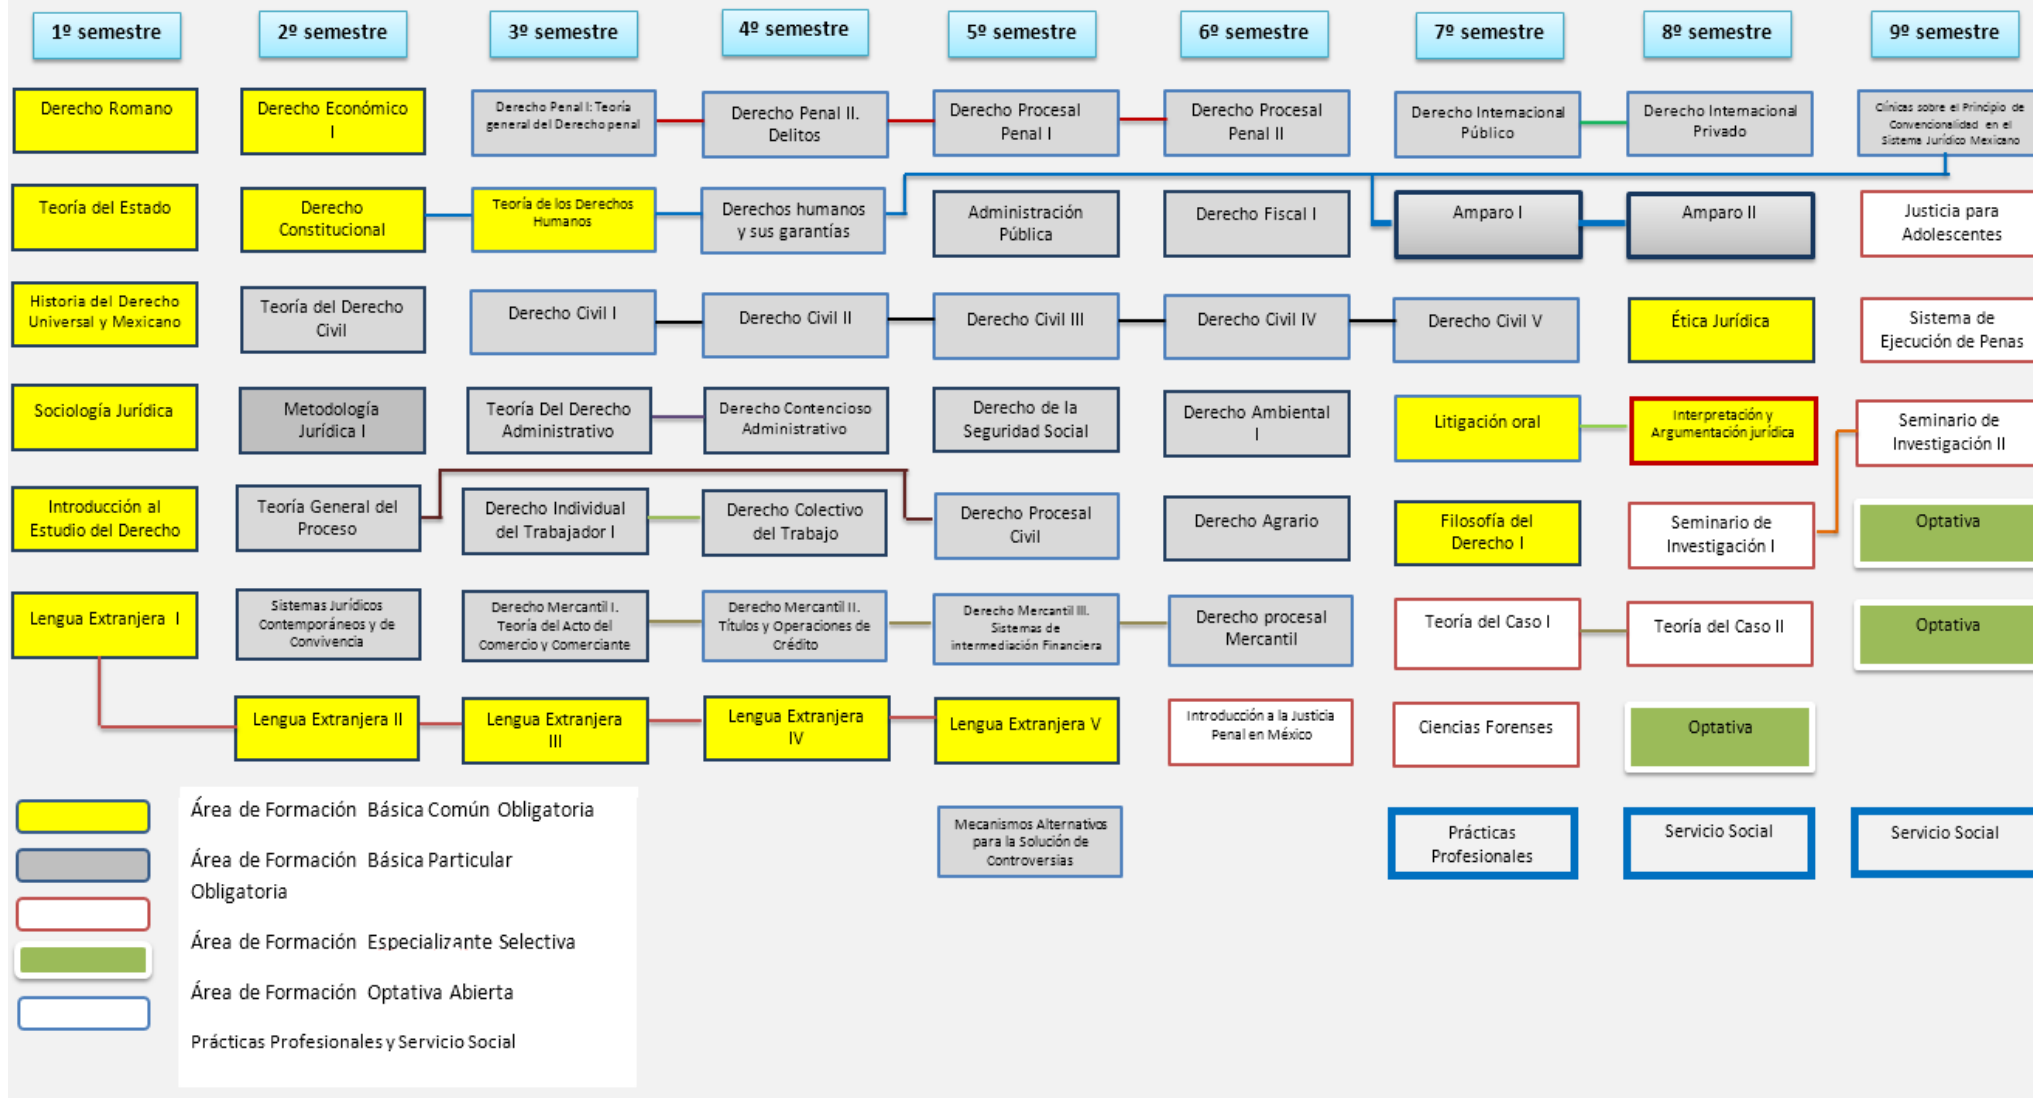 1º semestre
2º semestre
3º semestre
4º semestre
5º semestre
6º semestre
7º semestre
8º semestre
9º semestre
Derecho Romano
Derecho Económico
I
Derecho Penal I: Teoría
general del Derecho penal
Derecho Penal II.
Delitos
Derecho Procesal
Penal I
Derecho Procesal
Penal II
Derecho Internacional
Público
Derecho Internacional
Privado
Clínicas sobre el Principio de
Convencionalidad en el
Sistema Jurídico Mexicano
Teoría del Estado
Derecho
Constitucional
Teoría de los Derechos
Humanos
Derechos humanos
y sus garantías
Administración
Pública
Derecho Fiscal I
Amparo I
Amparo II
Justicia para
Adolescentes
Historia del Derecho
Universal y Mexicano
Teoría del Derecho
Civil
Derecho Civil I
Derecho Civil II
Derecho Civil III
Derecho Civil IV
Derecho Civil V
Ética Jurídica
Sistema de
Ejecución de Penas
Sociología Jurídica
Metodología
Jurídica I
Teoría Del Derecho
Administrativo
Derecho Contencioso
Administrativo
Derecho de la
Seguridad Social
Derecho Ambiental
I
Litigación oral
Interpretación y
Argumentación jurídica
Seminario de
Investigación II
Introducción al
Estudio del Derecho
Teoría General del
Proceso
Derecho Individual
del Trabajador I
Derecho Colectivo
del Trabajo
Derecho Procesal
Civil
Derecho Agrario
Filosofía del
Derecho I
Seminario de
Investigación I
Optativa
Lengua Extranjera I
Sistemas Jurídicos
Contemporáneos y de
Convivencia
Derecho Mercantil I.
Teoría del Acto del
Comercio y Comerciante
Derecho Mercantil II.
Títulos y Operaciones de
Crédito
Derecho Mercantil III.
Sistemas de
intermediación Financiera
Derecho procesal
Mercantil
Teoría del Caso I
Teoría del Caso II
Optativa
Lengua Extranjera II
Lengua Extranjera
III
Lengua Extranjera
IV
Lengua Extranjera V
Introducción a la Justicia
Penal en México
Ciencias Forenses
Optativa
Mecanismos Alternativos
para la Solución de
Controversias
Prácticas
Profesionales
Servicio Social
Servicio Social
Área de Formación Básica Común Obligatoria
Área de Formación Básica Particular
Obligatoria
Área de Formación Especializante Selectiva
Área de Formación Optativa Abierta
Prácticas Profesionales y Servicio Social